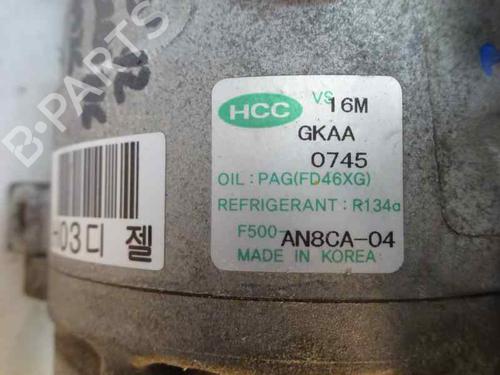 B-PARTS
HCC VS 16M
GKAA
0745
OIL : PAG(FD46XG)
REFRIGERANT : R134a
F500-AN8CA-04
MADE IN KOREA
03디 젤